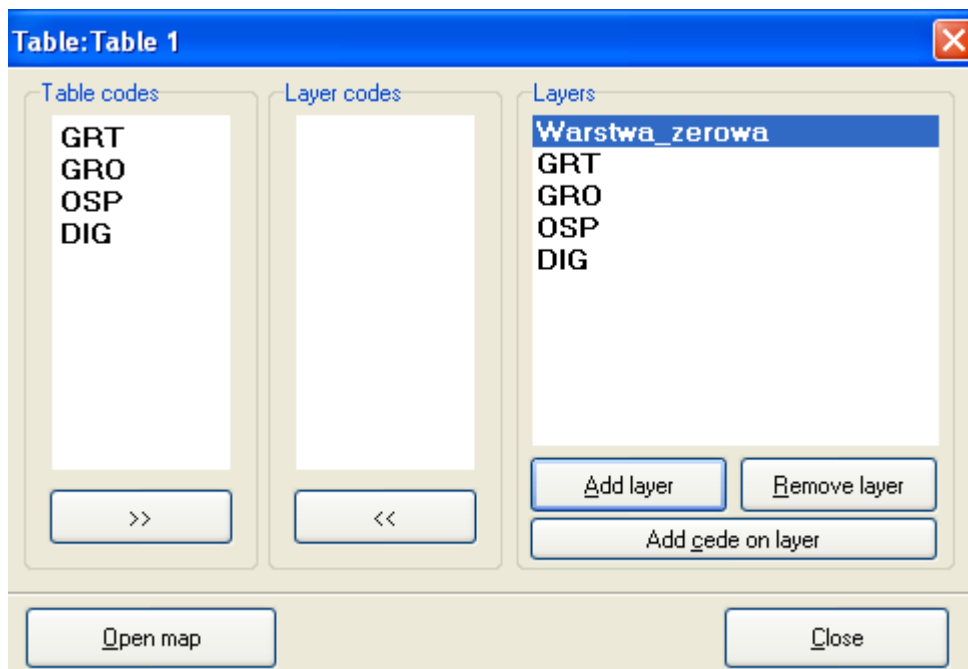 Table: Table 1
Table codes
GRT
GRO
OSP
DIG
>>
Layer codes
<<
Layers
Warstwa_zerowa
GRT
GRO
OSP
DIG
Add layer
Remove layer
Add cede on layer
Open map
Close